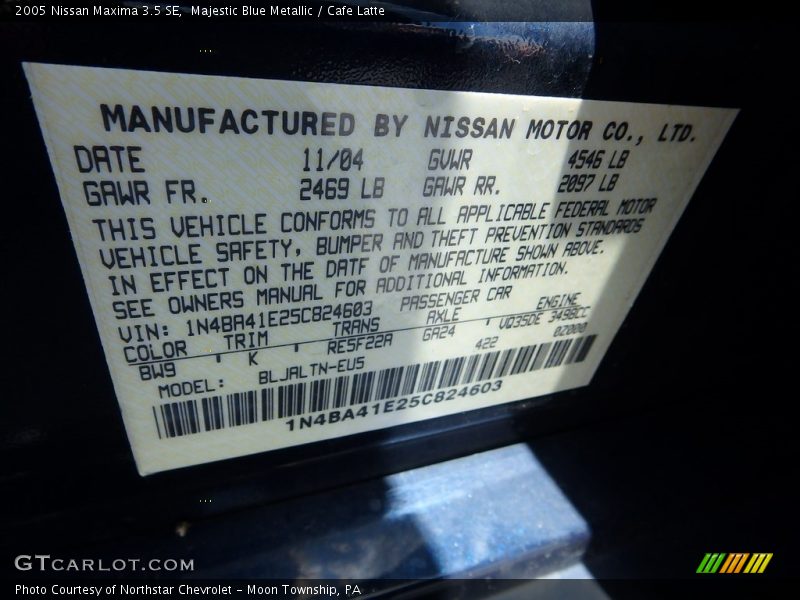 2005 Nissan Maxima 3.5 SE,  Majestic Blue Metallic / Cafe Latte
MANUFACTURED BY NISSAN MOTOR CO., LTD.
DATE 11/04 GVWR 4546 LB
GAWR FR. 2469 LB GAWR RR. 2097 LB
THIS VEHICLE CONFORMS TO ALL APPLICABLE FEDERAL MOTOR
VEHICLE SAFETY, BUMPER AND THEFT PREVENTION STANDARDS
IN EFFECT ON THE DATE OF MANUFACTURE SHOWN ABOVE.
SEE OWNERS MANUAL FOR ADDITIONAL INFORMATION.
VIN: 1N4BA41E25C824603 PASSENGER CAR
COLOR TRIM TRANS AXLE ENGINE
BW9 K RE5F22A GA24 VQ35DE 3498CC
MODEL: BLJALTN-EU5 422 02000
1N4BA41E25C824603
GTCARLOT.COM
Photo Courtesy of Northstar Chevrolet - Moon Township, PA